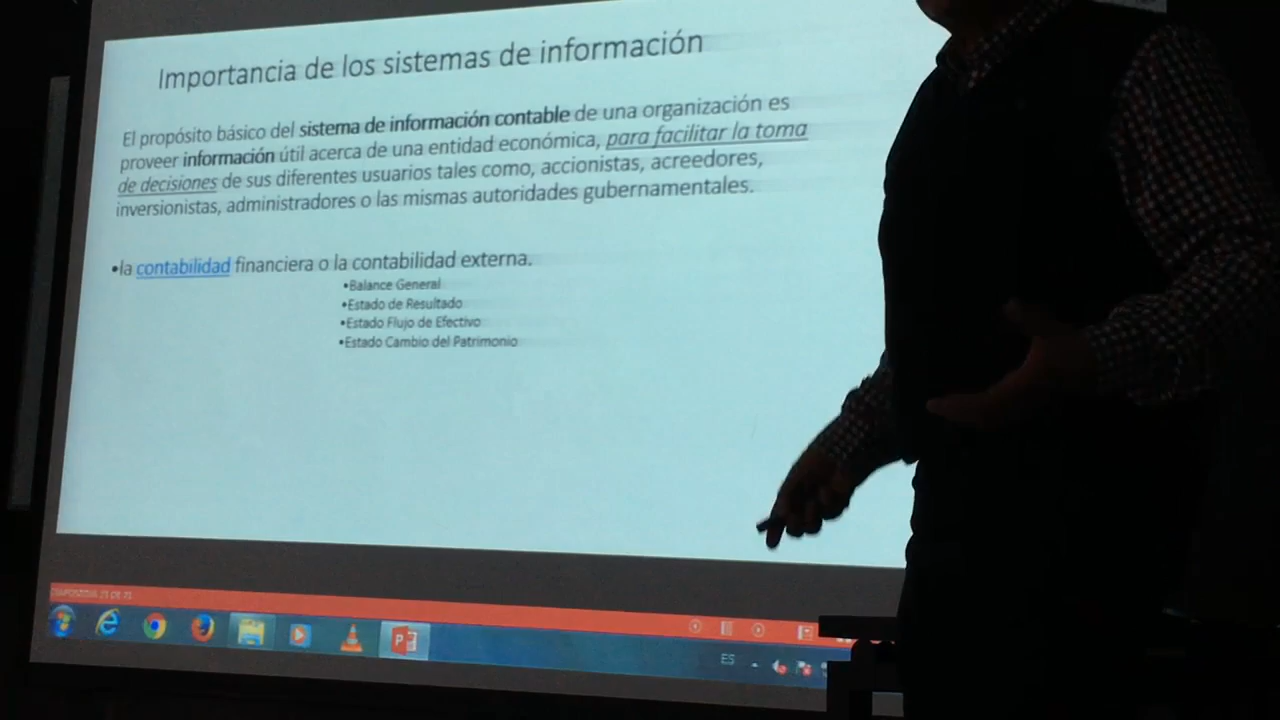 Importancia de los sistemas de información
El propósito básico del sistema de información contable de una organización es
proveer información útil acerca de una entidad económica, para facilitar la toma
de decisiones de sus diferentes usuarios tales como, accionistas, acreedores,
inversionistas, administradores o las mismas autoridades gubernamentales.
•la contabilidad financiera o la contabilidad externa.
•Balance General
•Estado de Resultado
•Estado Flujo de Efectivo
•Estado Cambio del Patrimonio
ES